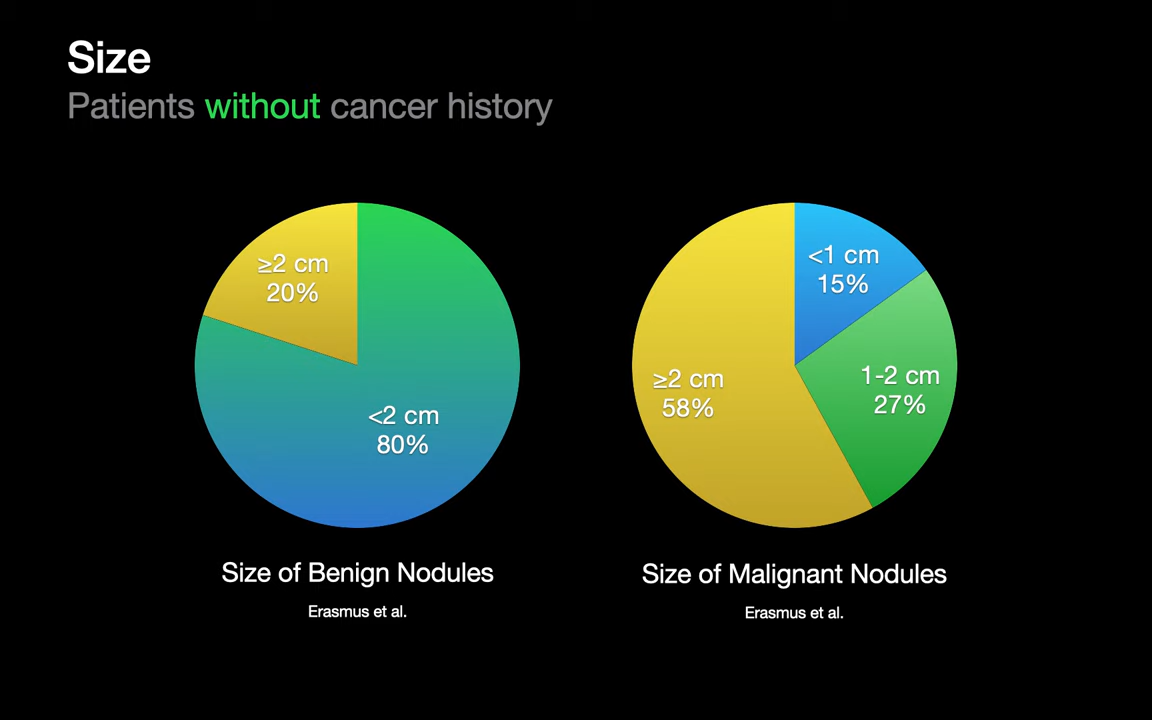 Size
Patients without cancer history
≥2 cm
20%
<2 cm
80%
Size of Benign Nodules
Erasmus et al.
<1 cm
15%
1-2 cm
27%
≥2 cm
58%
Size of Malignant Nodules
Erasmus et al.